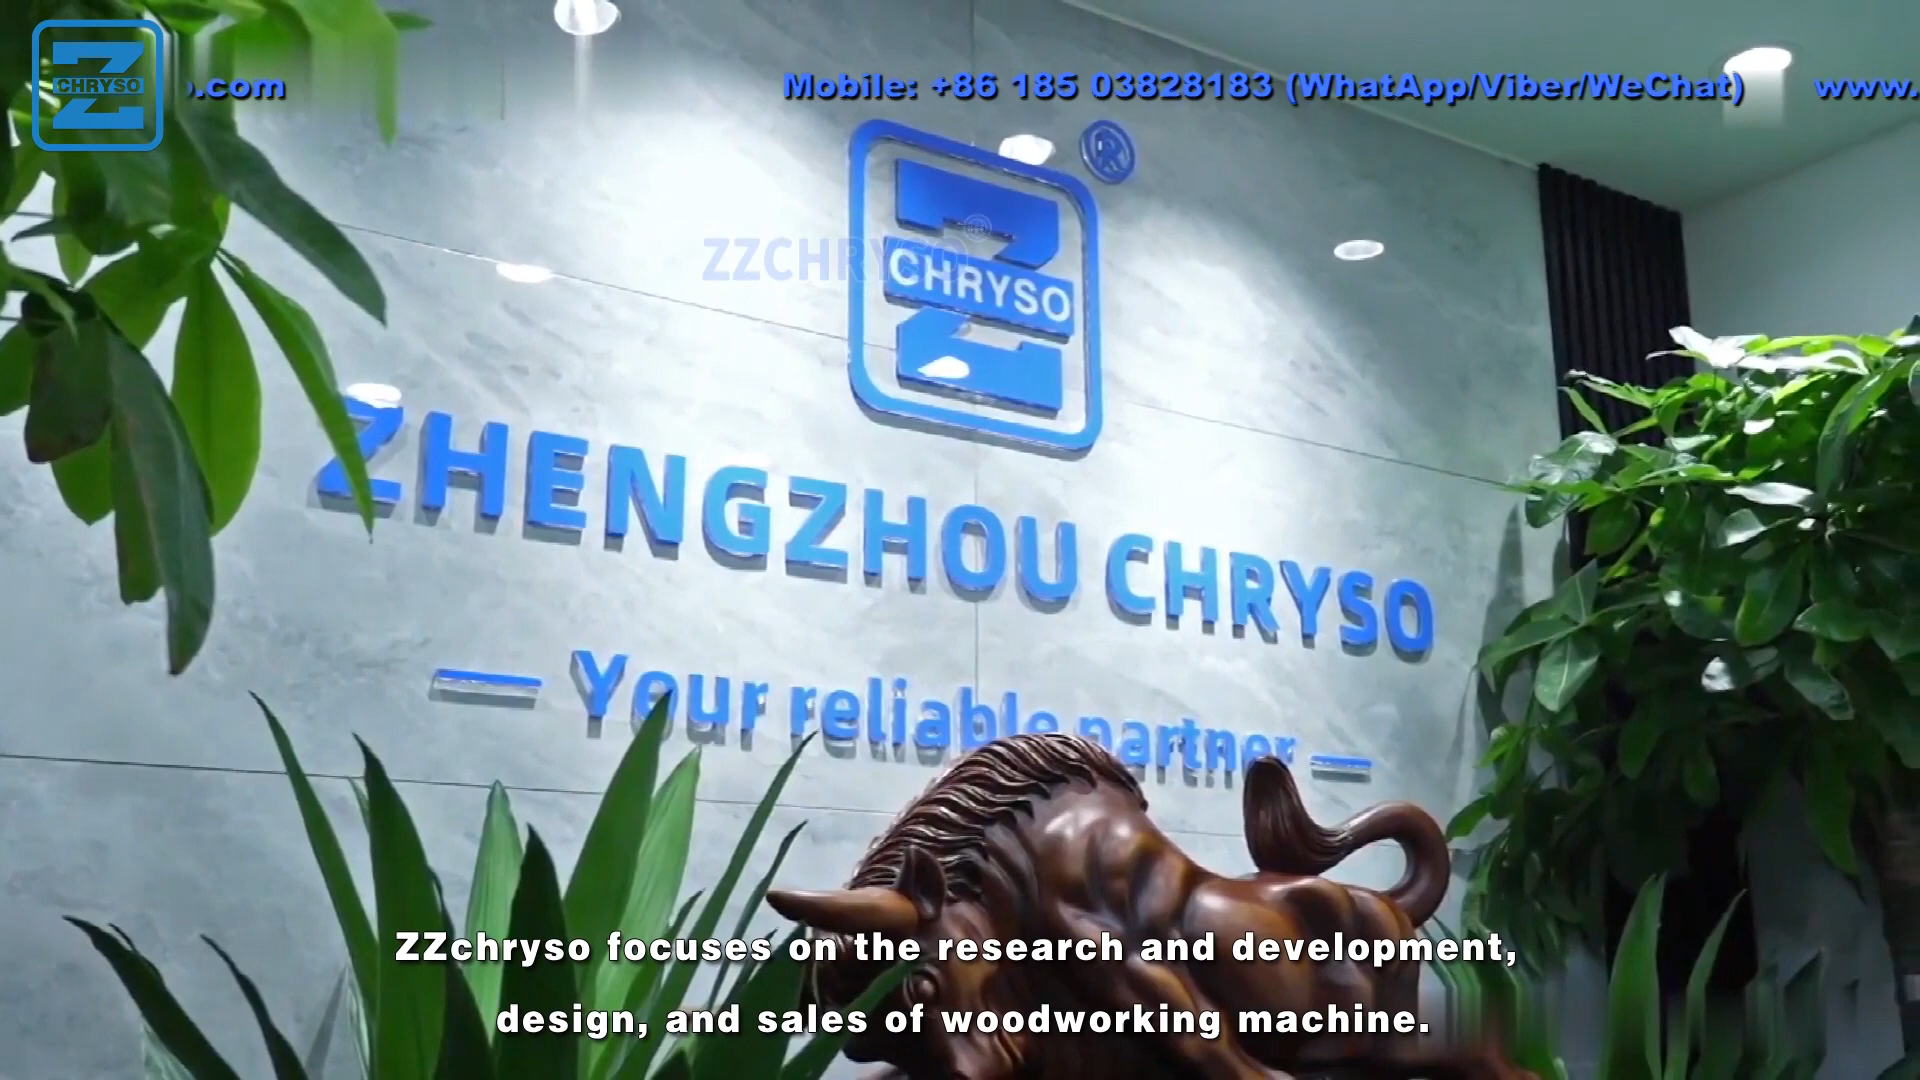 CHRYSO
o.com
Mobile: +86 185 03828183 (WhatApp/Viber/WeChat)
www.
®
ZZCHRYSO®
CHRYSO
ZHENGZHOU CHRYSO
— Your reliable partner —
ZZchryso focuses on the research and development,
design, and sales of woodworking machine.